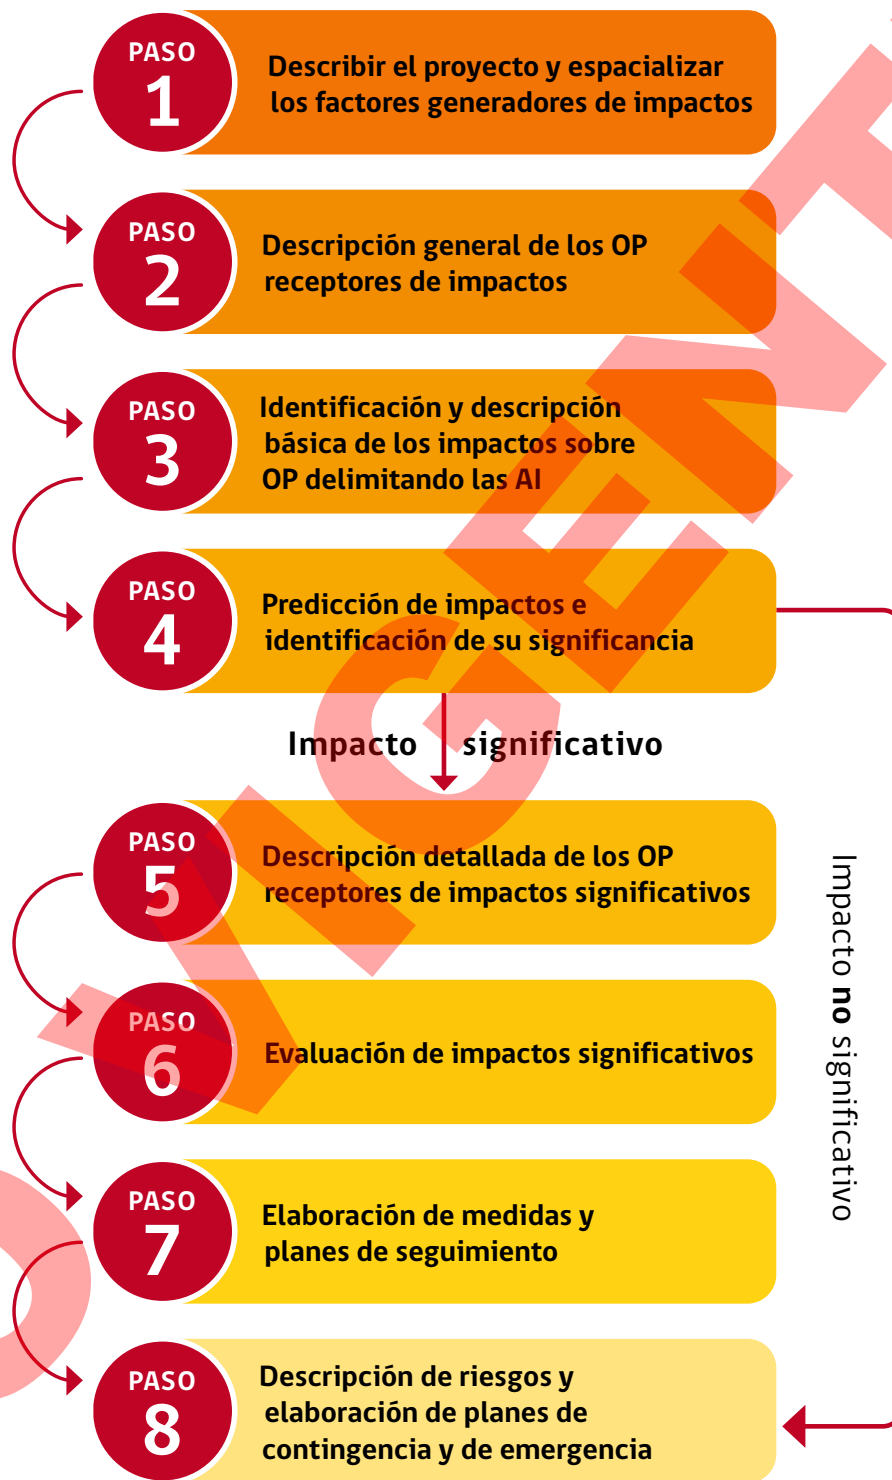 PASO
1
Describir el proyecto y espacializar
los factores generadores de impactos
PASO
2
Descripción general de los OP
receptores de impactos
PASO
3
Identificación y descripción
básica de los impactos sobre
OP delimitando las AI
PASO
4
Predicción de impactos e
identificación de su significancia
Impacto significativo
PASO
5
Descripción detallada de los OP
receptores de impactos significativos
PASO
6
Evaluación de impactos significativos
PASO
7
Elaboración de medidas y
planes de seguimiento
PASO
8
Descripción de riesgos y
elaboración de planes de
contingencia y de emergencia
Impacto no significativo
VIGENT